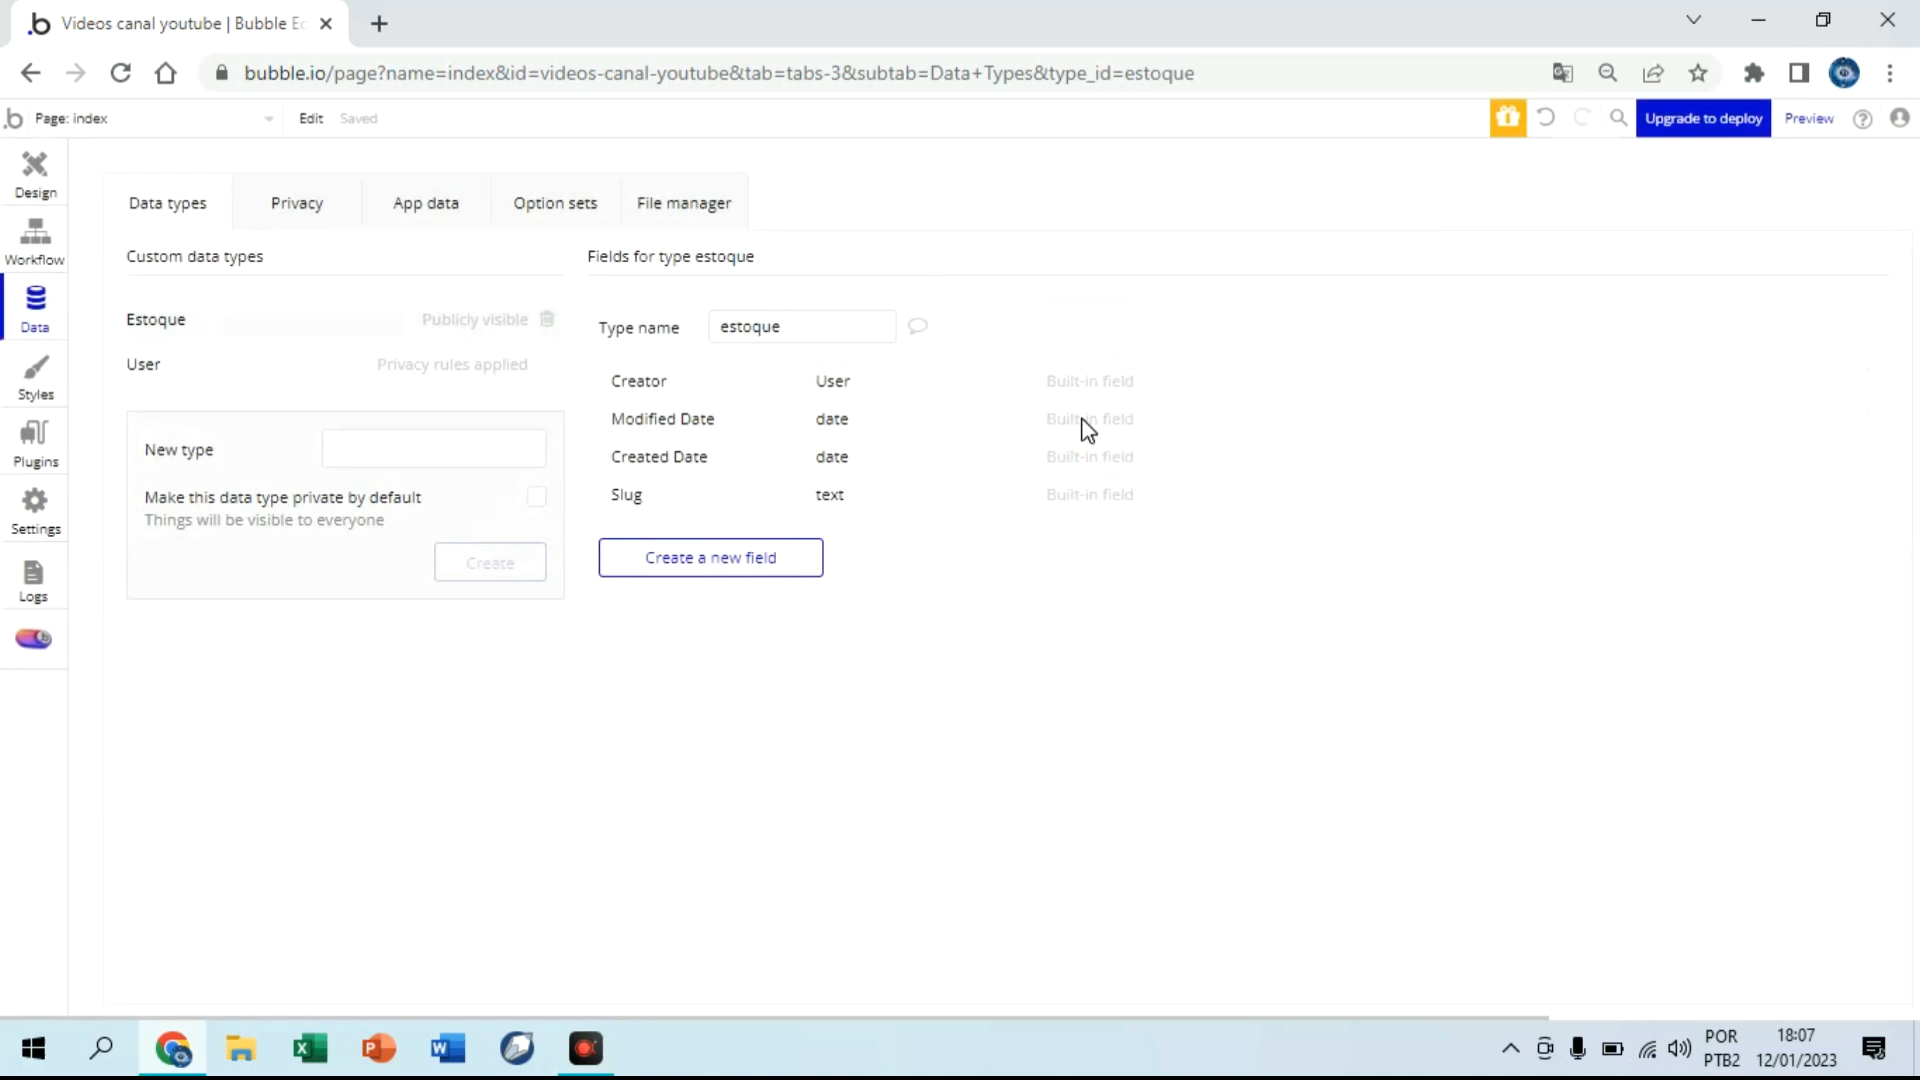 Videos canal youtube | Bubble Ec
bubble.io/page?name=index&id=videos-canal-youtube&tab=tabs-3&subtab=Data+Types&type_id=estoque
Page: index
Edit
Saved
Upgrade to deploy
Preview
Design
Workflow
Data
Styles
Plugins
Settings
Logs
Data types
Privacy
App data
Option sets
File manager
Custom data types
Estoque
Publicly visible
User
Privacy rules applied
New type
Make this data type private by default
Things will be visible to everyone
Create
Fields for type estoque
Type name
estoque
Creator
User
Built-in field
Modified Date
date
Built-in field
Created Date
date
Built-in field
Slug
text
Built-in field
Create a new field
POR
PTB2
18:07
12/01/2023